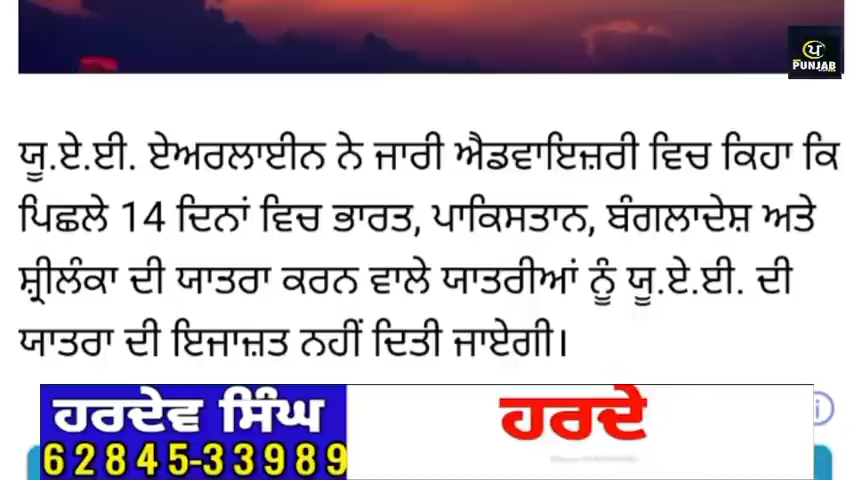 ਪ
PUNJAB
ਯੂ.ਏ.ਈ. ਏਅਰਲਾਈਨ ਨੇ ਜਾਰੀ ਐਡਵਾਇਜ਼ਰੀ ਵਿਚ ਕਿਹਾ ਕਿ
ਪਿਛਲੇ 14 ਦਿਨਾਂ ਵਿਚ ਭਾਰਤ, ਪਾਕਿਸਤਾਨ, ਬੰਗਲਾਦੇਸ਼ ਅਤੇ
ਸ਼੍ਰੀਲੰਕਾ ਦੀ ਯਾਤਰਾ ਕਰਨ ਵਾਲੇ ਯਾਤਰੀਆਂ ਨੂੰ ਯੂ.ਏ.ਈ. ਦੀ
ਯਾਤਰਾ ਦੀ ਇਜਾਜ਼ਤ ਨਹੀਂ ਦਿਤੀ ਜਾਏਗੀ।
ਹਰਦੇਵ ਸਿੰਘ
62845-33989
ਹਰਦੇ